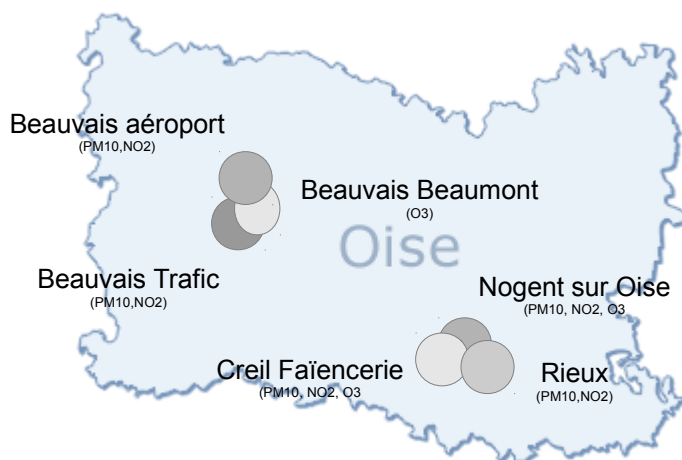 Beauvais aéroport
(PM10,NO2)
Beauvais Beaumont
(O3)
Oise
Beauvais Trafic
(PM10,NO2)
Nogent sur Oise
(PM10, NO2, O3
Creil Faïencerie
(PM10, NO2, O3
Rieux
(PM10,NO2)